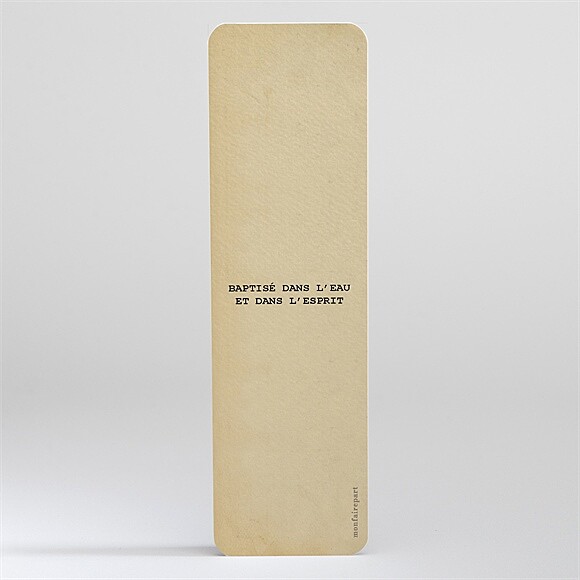 BAPTISÉ DANS L'EAU
ET DANS L'ESPRIT
monfairepart